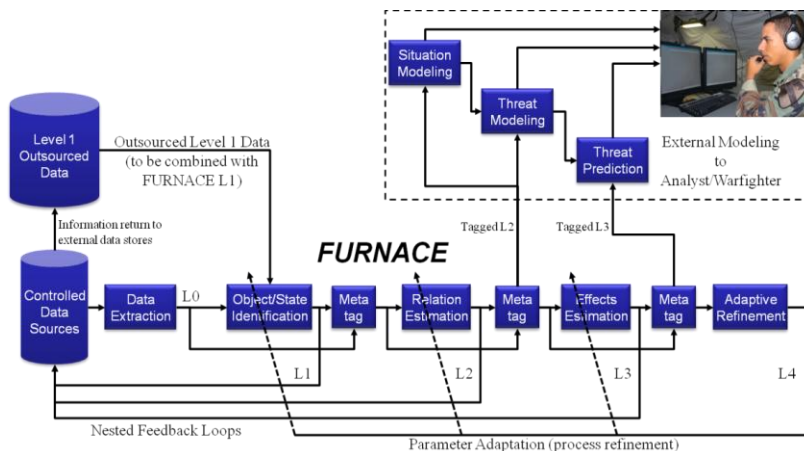 Situation
Modeling
Threat
Modeling
Threat
Prediction
External Modeling
to
Analyst/Warfighter
Level 1
Outsourced
Data
Outsourced Level 1 Data
(to be combined with
FURNACE L1)
Information return to
external data stores
Tagged L2
Tagged L3
FURNACE
Controlled
Data
Sources
Data
Extraction
L0
Object/State
Identification
Meta
tag
Relation
Estimation
Meta
tag
Effects
Estimation
Meta
tag
Adaptive
Refinement
L1
L2
L3
L4
Nested Feedback Loops
Parameter Adaptation (process refinement)